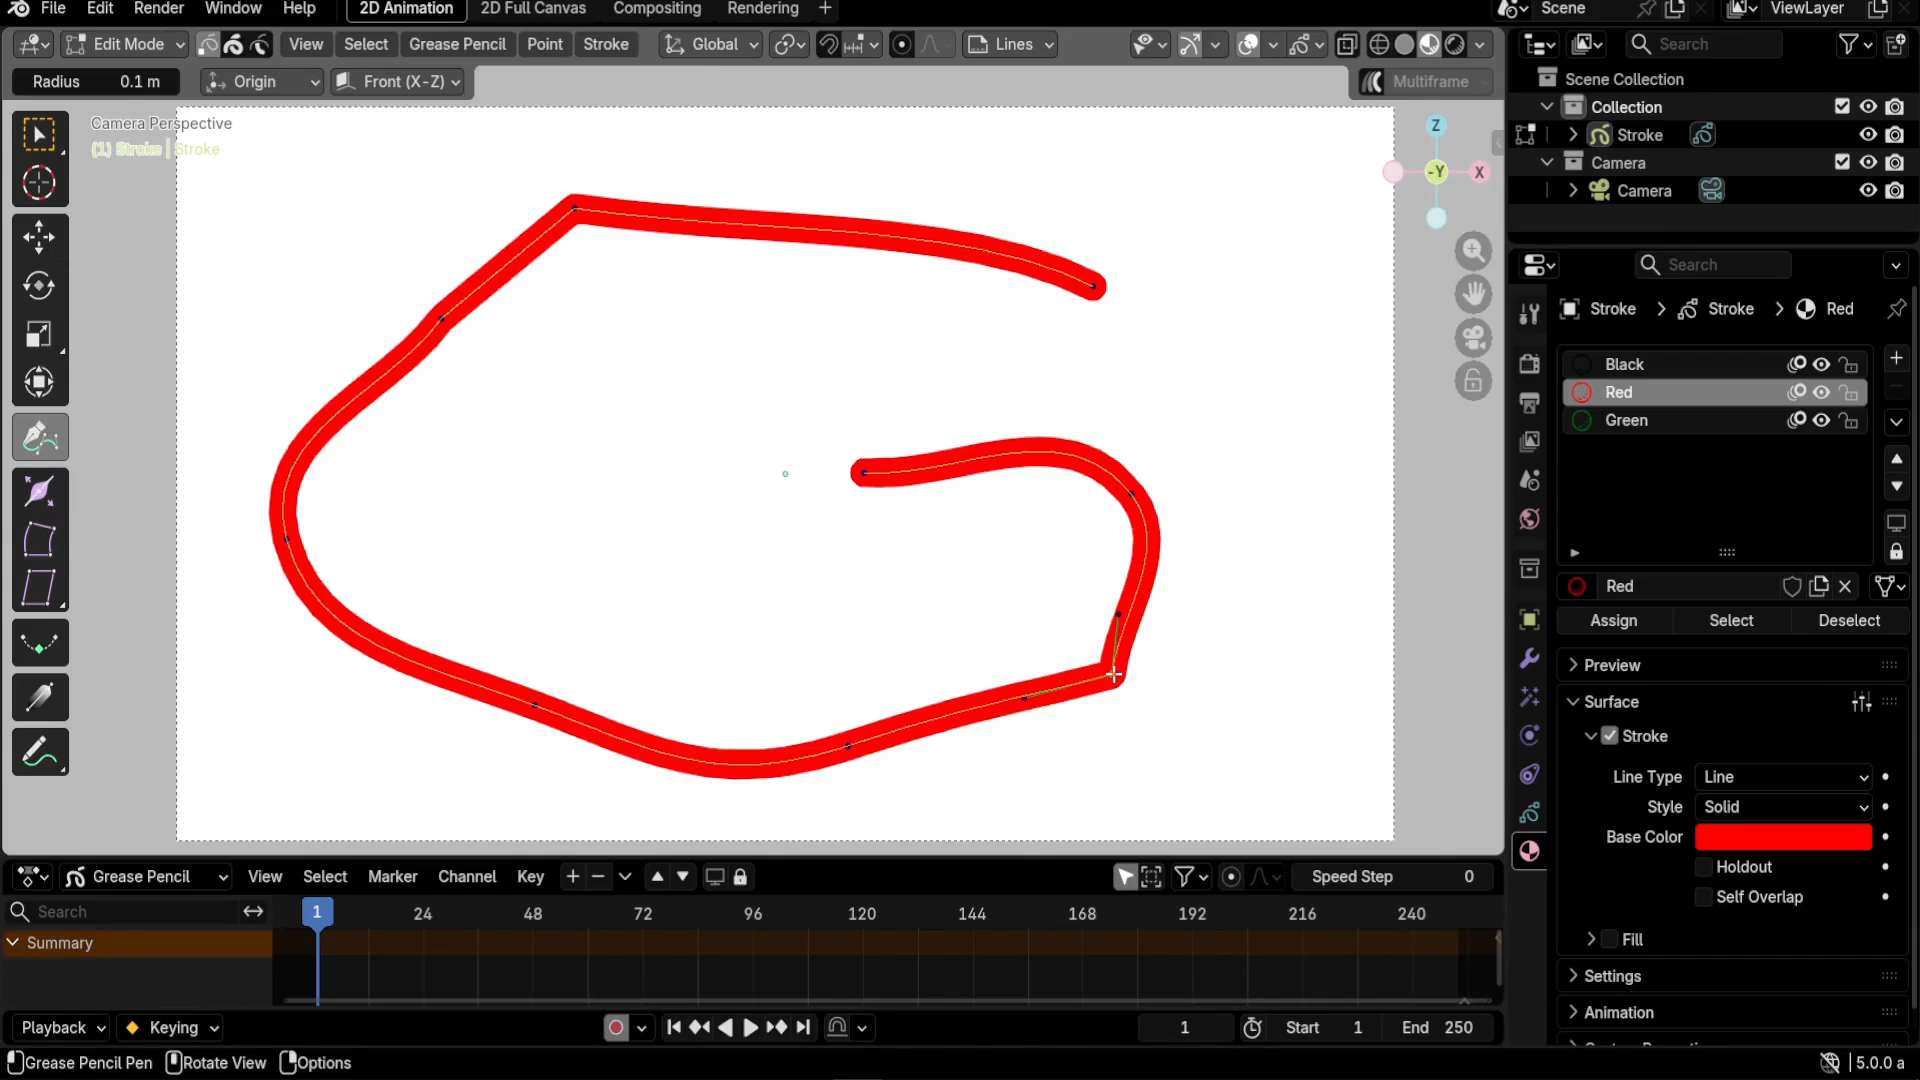 File Edit Render Window Help 2D Animation 2D Full Canvas Compositing Rendering + Scene ViewLayer
Edit Mode View Select Grease Pencil Point Stroke Global Lines Search
Radius 0.1 m Origin Front (X-Z) Multiframe
Scene Collection
Collection
Stroke
Camera
Camera
Camera Perspective
(1) Stroke | Stroke
Z
-Y
X
Search
Stroke > Stroke > Red
Black
Red
Green
Red
Assign Select Deselect
Preview
Surface
Stroke
Line Type Line
Style Solid
Base Color
Holdout
Self Overlap
Fill
Settings
Animation
Grease Pencil View Select Marker Channel Key Speed Step 0
Search 1 24 48 72 96 120 144 168 192 216 240
Summary
Playback Keying 1 Start 1 End 250
Grease Pencil Pen Rotate View Options 5.0.0 a